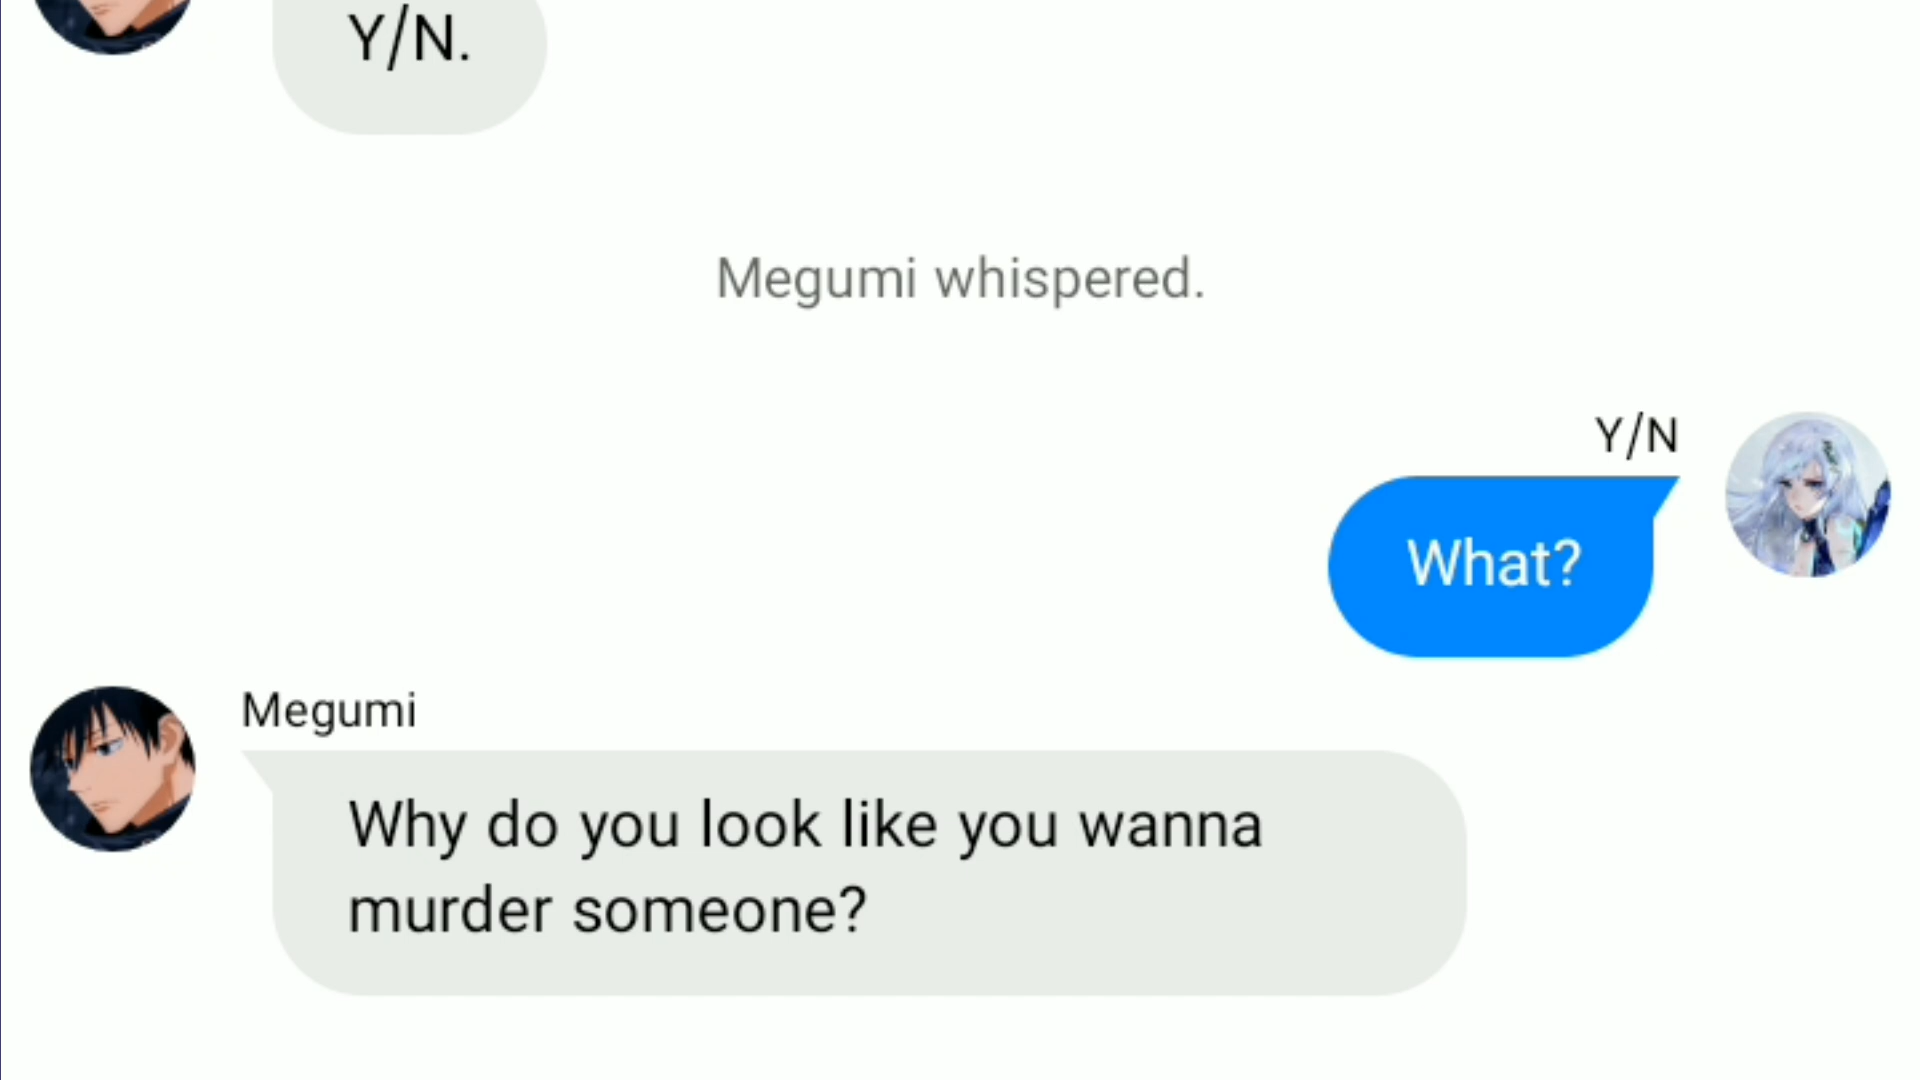 Y/N.
Megumi whispered.
Y/N
What?
Megumi
Why do you look like you wanna
murder someone?